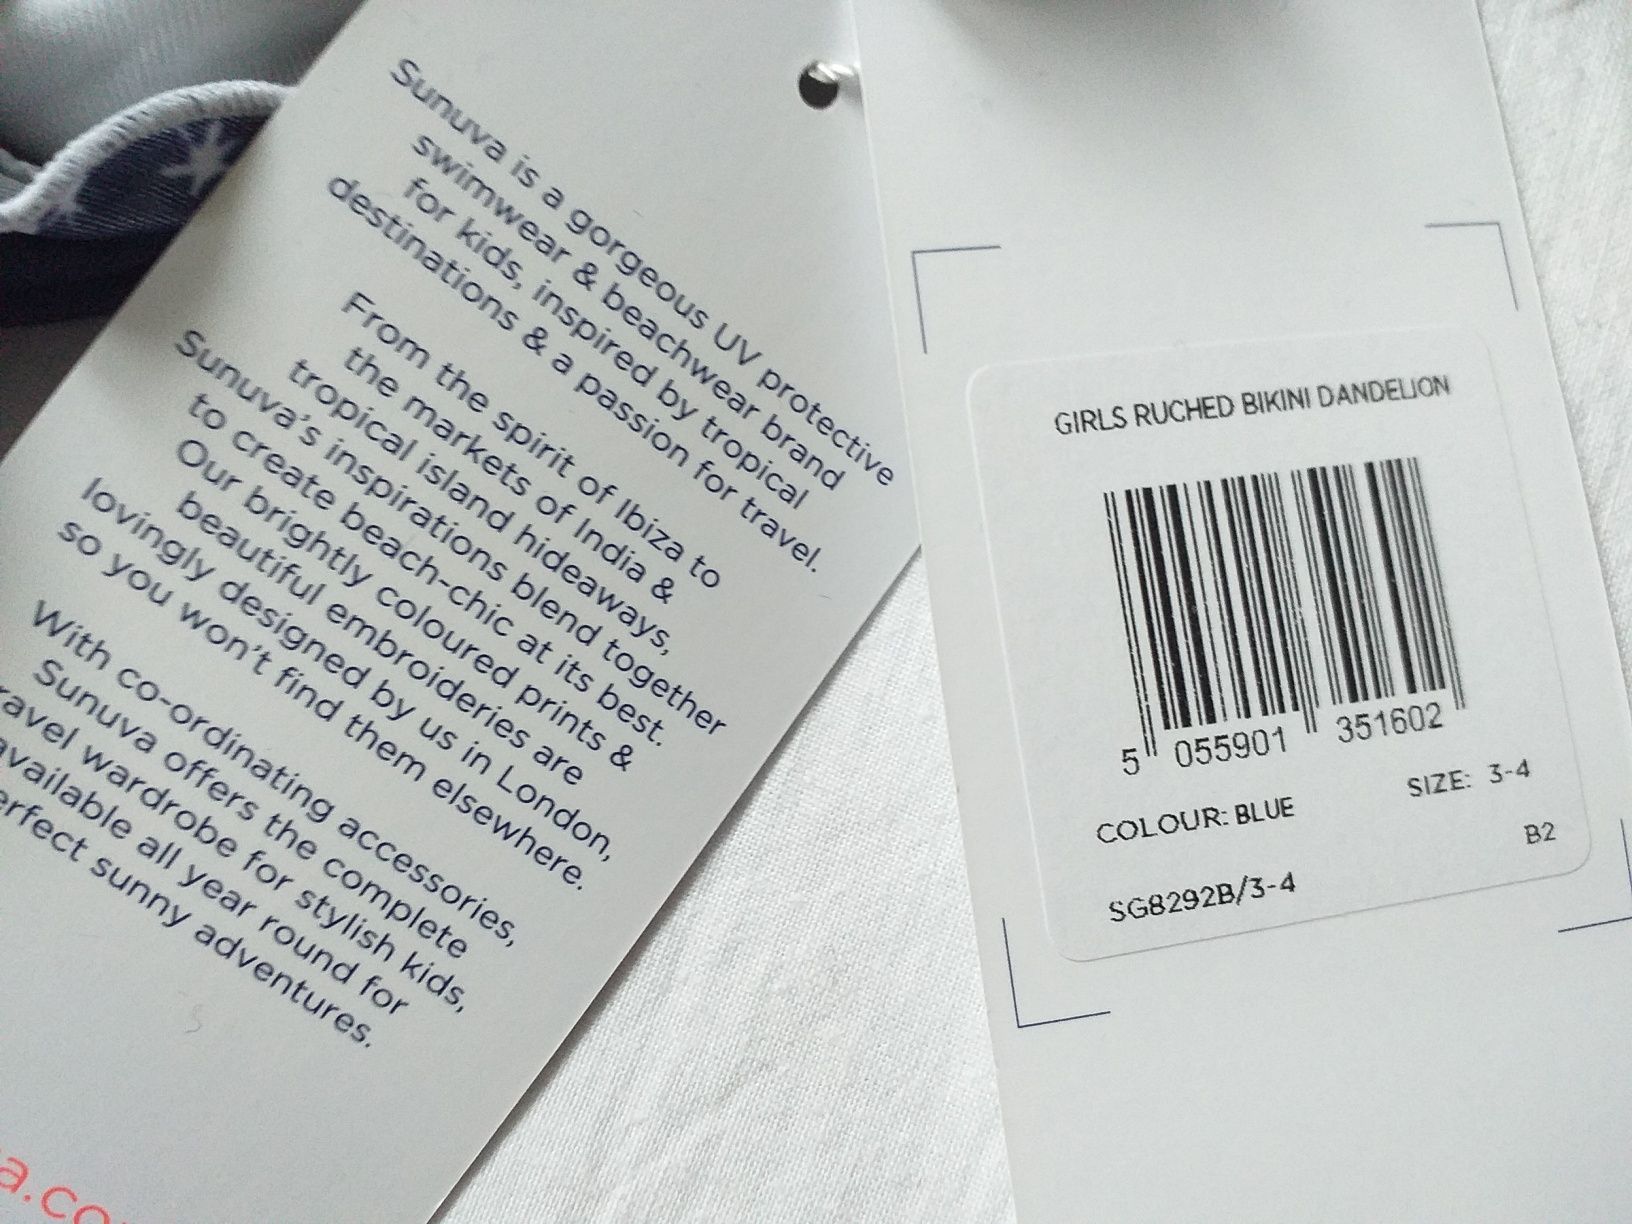 Sunuva is a gorgeous UV protective
swimwear & beachwear brand
for kids, inspired by tropical
destinations & a passion for travel.
From the spirit of Ibiza to
the markets of India &
tropical island hideaways,
Sunuva's inspirations blend together
to create beach-chic at its best.
Our brightly coloured prints &
beautiful embroideries are
lovingly designed by us in London,
so you won't find them elsewhere.
With co-ordinating accessories,
Sunuva offers the complete
ravel wardrobe for stylish kids,
available all year round for
erfect sunny adventures.
a.co
GIRLS RUCHED BIKINI DANDELION
5 055901 351602
COLOUR: BLUE SIZE: 3-4
B2
SG8292B/3-4